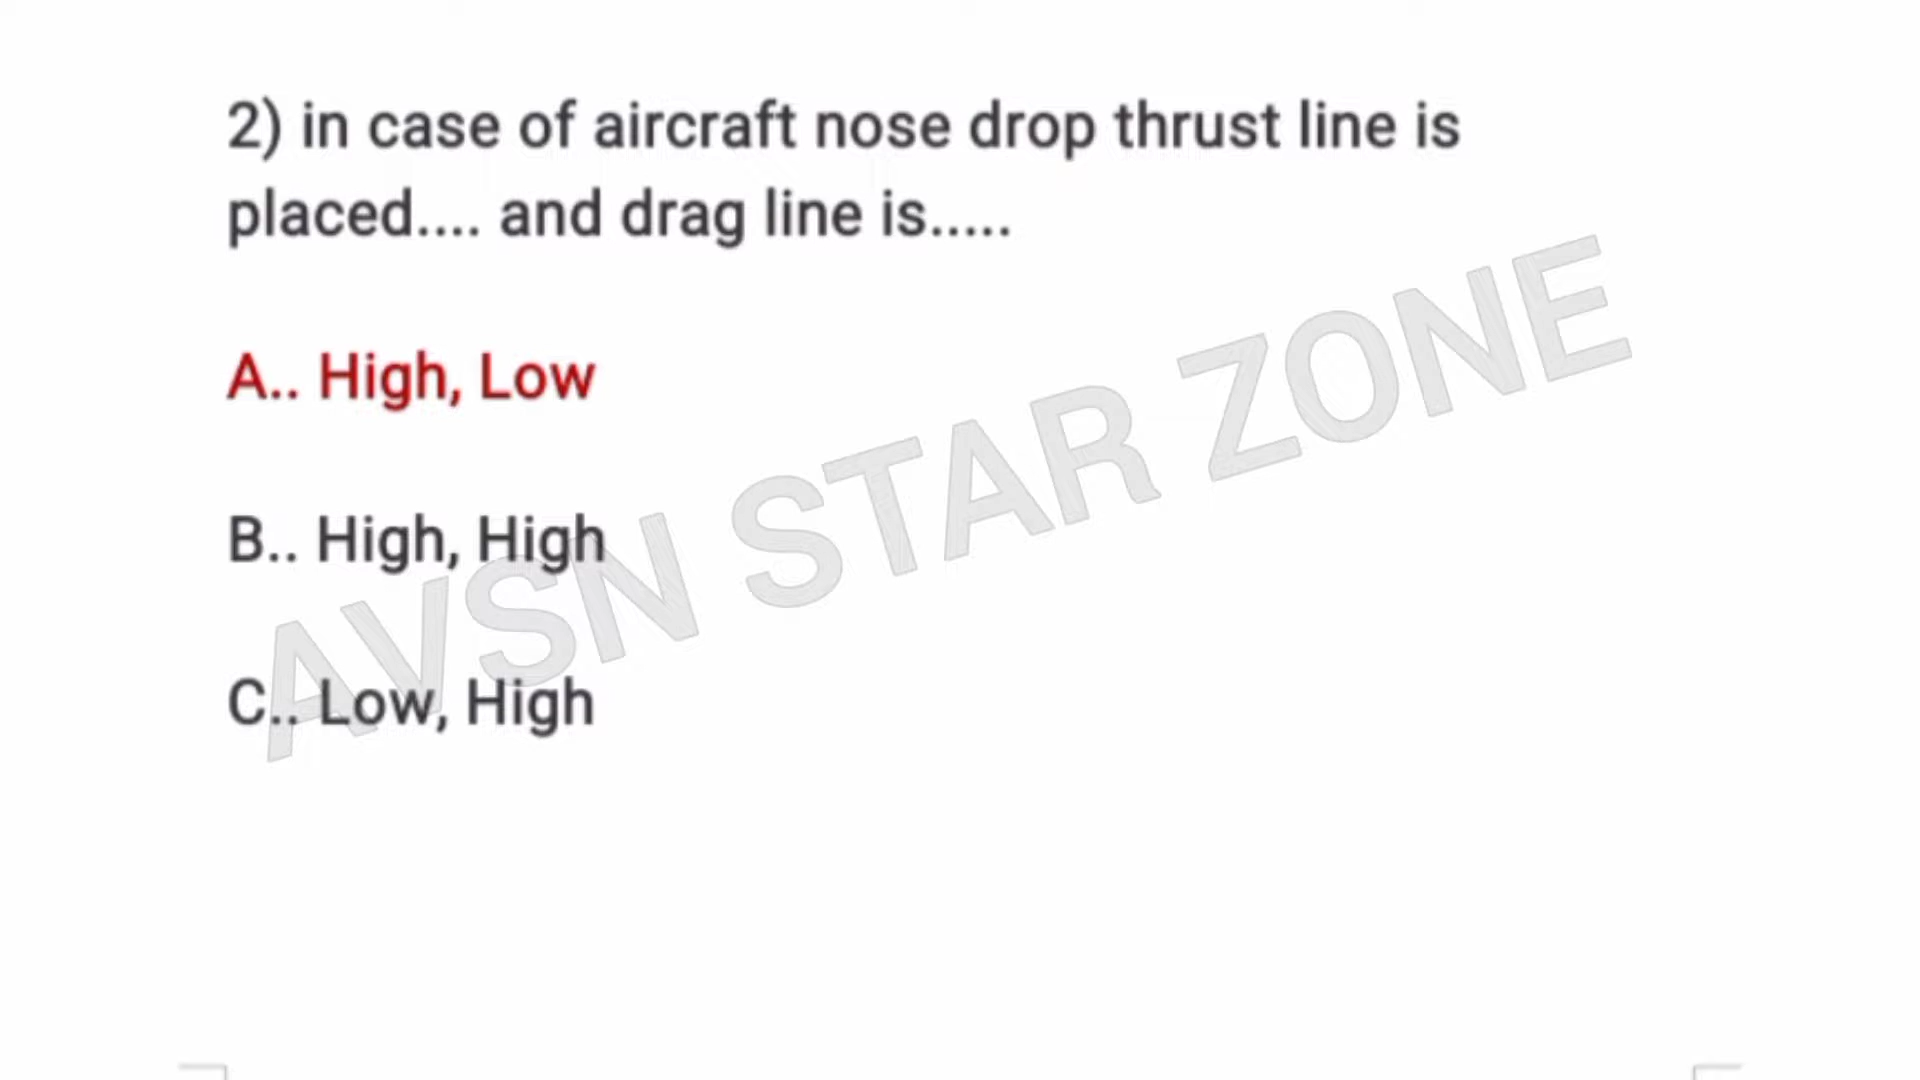 2) in case of aircraft nose drop thrust line is
placed.... and drag line is.....
A.. High, Low
B.. High, High
C.. Low, High
AVSN STAR ZONE